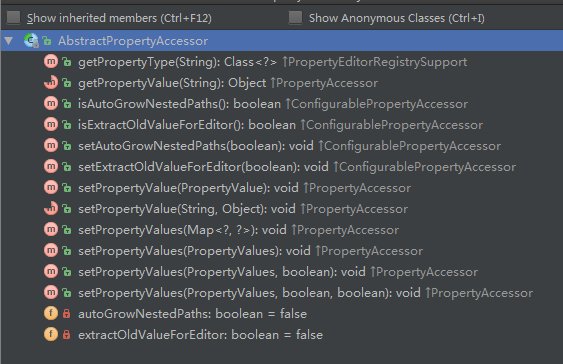 Show inherited members (Ctrl+F12) Show Anonymous Classes (Ctrl+I)
AbstractPropertyAccessor
getPropertyType(String): Class<?> ↑PropertyEditorRegistrySupport
getPropertyValue(String): Object ↑PropertyAccessor
isAutoGrowNestedPaths(): boolean ↑ConfigurablePropertyAccessor
isExtractOldValueForEditor(): boolean ↑ConfigurablePropertyAccessor
setAutoGrowNestedPaths(boolean): void ↑ConfigurablePropertyAccessor
setExtractOldValueForEditor(boolean): void ↑ConfigurablePropertyAccessor
setPropertyValue(PropertyValue): void ↑PropertyAccessor
setPropertyValue(String, Object): void ↑PropertyAccessor
setPropertyValues(Map<?, ?>): void ↑PropertyAccessor
setPropertyValues(PropertyValues): void ↑PropertyAccessor
setPropertyValues(PropertyValues, boolean): void ↑PropertyAccessor
setPropertyValues(PropertyValues, boolean, boolean): void ↑PropertyAccessor
autoGrowNestedPaths: boolean = false
extractOldValueForEditor: boolean = false